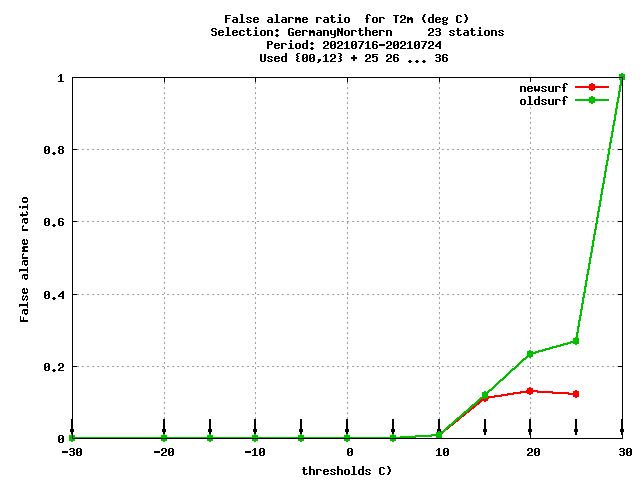 False alarme ratio  for T2m (deg C)
Selection: GermanyNorthern     23 stations
Period: 20210716-20210724
Used {00,12} + 25 26 ... 36
newsurf
oldsurf
1
0.8
0.6
0.4
0.2
0
False alarme ratio
-30 -20 -10 0 10 20 30
thresholds C)